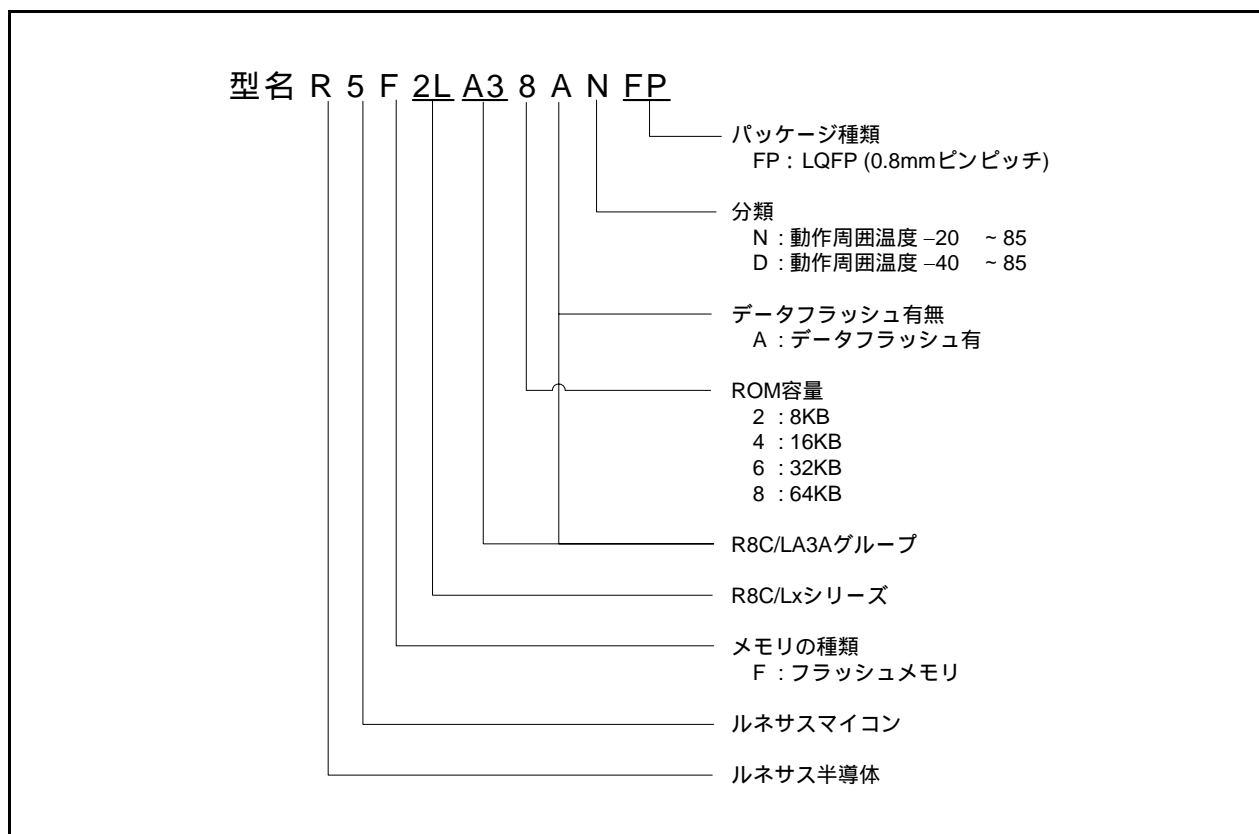 型名 R 5 F 2L A3 8 A N FP
パッケージ種類
FP : LQFP (0.8mmピンピッチ)
分類
N : 動作周囲温度 –20 ~ 85
D : 動作周囲温度 –40 ~ 85
データフラッシュ有無
A : データフラッシュ有
ROM容量
2 : 8KB
4 : 16KB
6 : 32KB
8 : 64KB
R8C/LA3Aグループ
R8C/Lxシリーズ
メモリの種類
F : フラッシュメモリ
ルネサスマイコン
ルネサス半導体